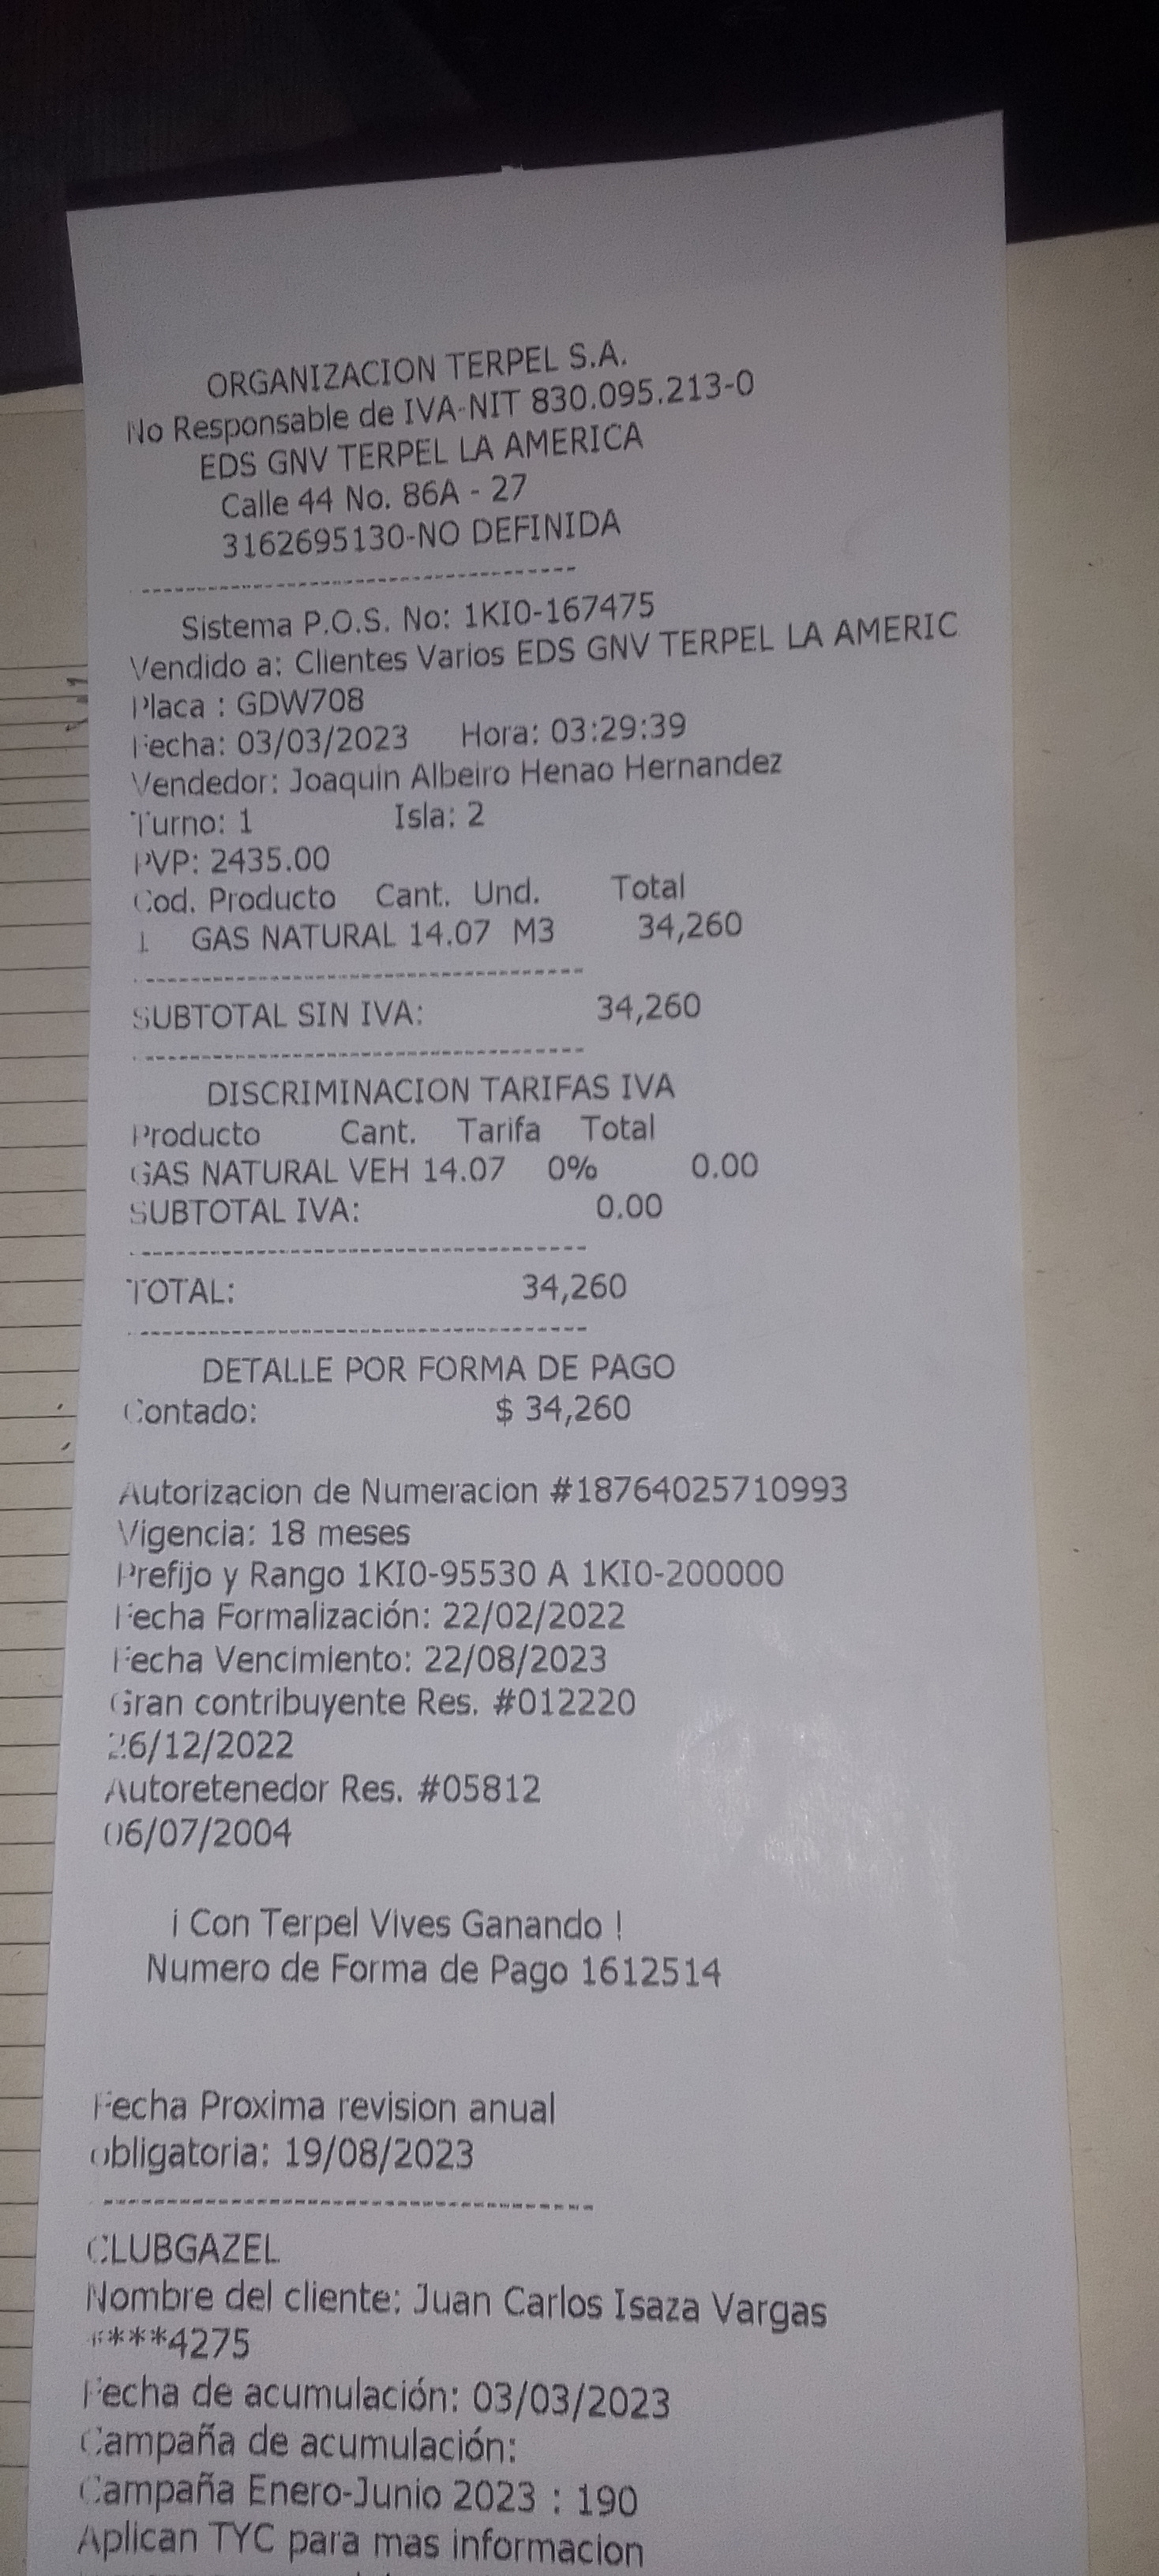 ORGANIZACION TERPEL S.A.
No Responsable de IVA-NIT 830.095.213-0
EDS GNV TERPEL LA AMERICA
Calle 44 No. 86A - 27
3162695130-NO DEFINIDA
Sistema P.O.S. No: 1KI0-167475
Vendido a: Clientes Varios EDS GNV TERPEL LA AMERIC
Placa : GDW708
Fecha: 03/03/2023 Hora: 03:29:39
Vendedor: Joaquin Albeiro Henao Hernandez
Turno: 1 Isla: 2
PVP: 2435.00
Cod. Producto Cant. Und. Total
1 GAS NATURAL 14.07 M3 34,260
SUBTOTAL SIN IVA: 34,260
DISCRIMINACION TARIFAS IVA
Producto Cant. Tarifa Total
GAS NATURAL VEH 14.07 0% 0.00
SUBTOTAL IVA: 0.00
TOTAL: 34,260
DETALLE POR FORMA DE PAGO
Contado: $ 34,260
Autorizacion de Numeracion #18764025710993
Vigencia: 18 meses
Prefijo y Rango 1KI0-95530 A 1KI0-200000
Fecha Formalización: 22/02/2022
Fecha Vencimiento: 22/08/2023
Gran contribuyente Res. #012220
26/12/2022
Autoretenedor Res. #05812
06/07/2004
¡ Con Terpel Vives Ganando !
Numero de Forma de Pago 1612514
Fecha Proxima revision anual
obligatoria: 19/08/2023
CLUBGAZEL
Nombre del cliente: Juan Carlos Isaza Vargas
****4275
Fecha de acumulación: 03/03/2023
Campaña de acumulación:
Campaña Enero-Junio 2023 : 190
Aplican TYC para mas informacion